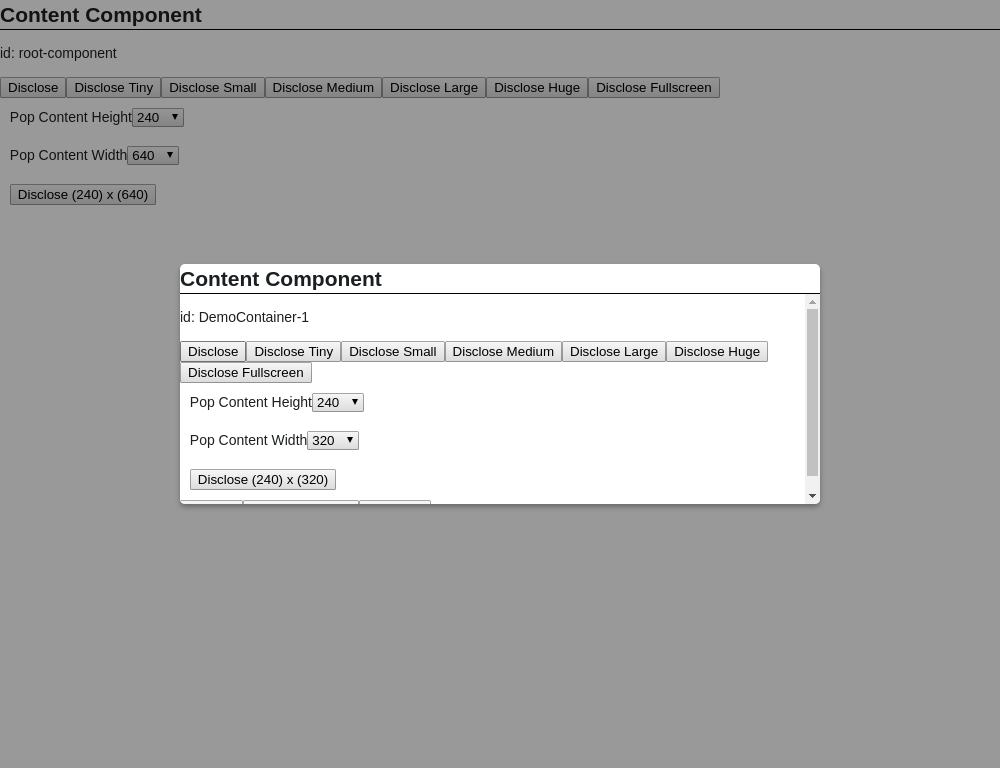 Content Component
id: root-component
Disclose Disclose Tiny Disclose Small Disclose Medium Disclose Large Disclose Huge Disclose Fullscreen
Pop Content Height 240
Pop Content Width 640
Disclose (240) x (640)
Content Component
id: DemoContainer-1
Disclose Disclose Tiny Disclose Small Disclose Medium Disclose Large Disclose Huge
Disclose Fullscreen
Pop Content Height 240
Pop Content Width 320
Disclose (240) x (320)